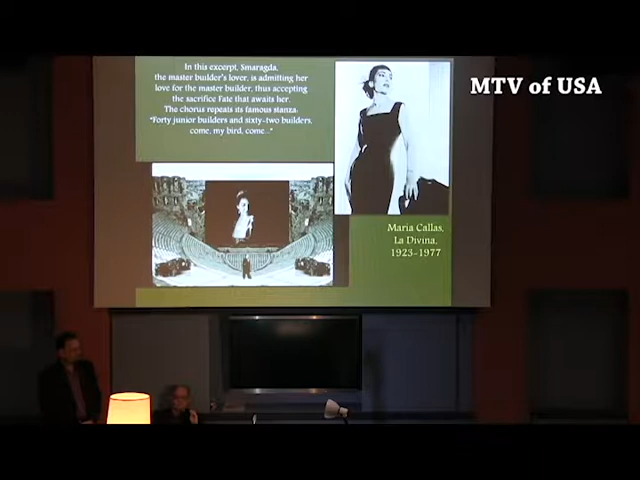 In this excerpt, Smaragda,
the master builder's lover, is admitting her
love for the master builder, thus accepting
the sacrifice Fate that awaits her.
The chorus repeats its famous stanza:
"Forty junior builders and sixty-two builders,
come, my bird, come..."
MTV of USA
Maria Callas,
La Divina,
1923-1977